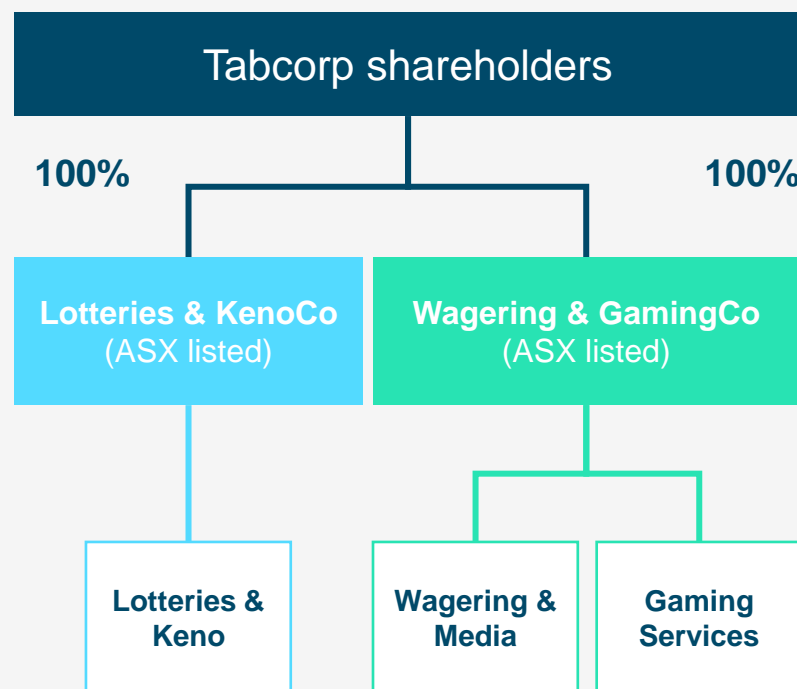 Tabcorp shareholders
100%
100%
Lotteries & KenoCo
(ASX listed)
Wagering & GamingCo
(ASX listed)
Lotteries &
Keno
Wagering &
Media
Gaming
Services